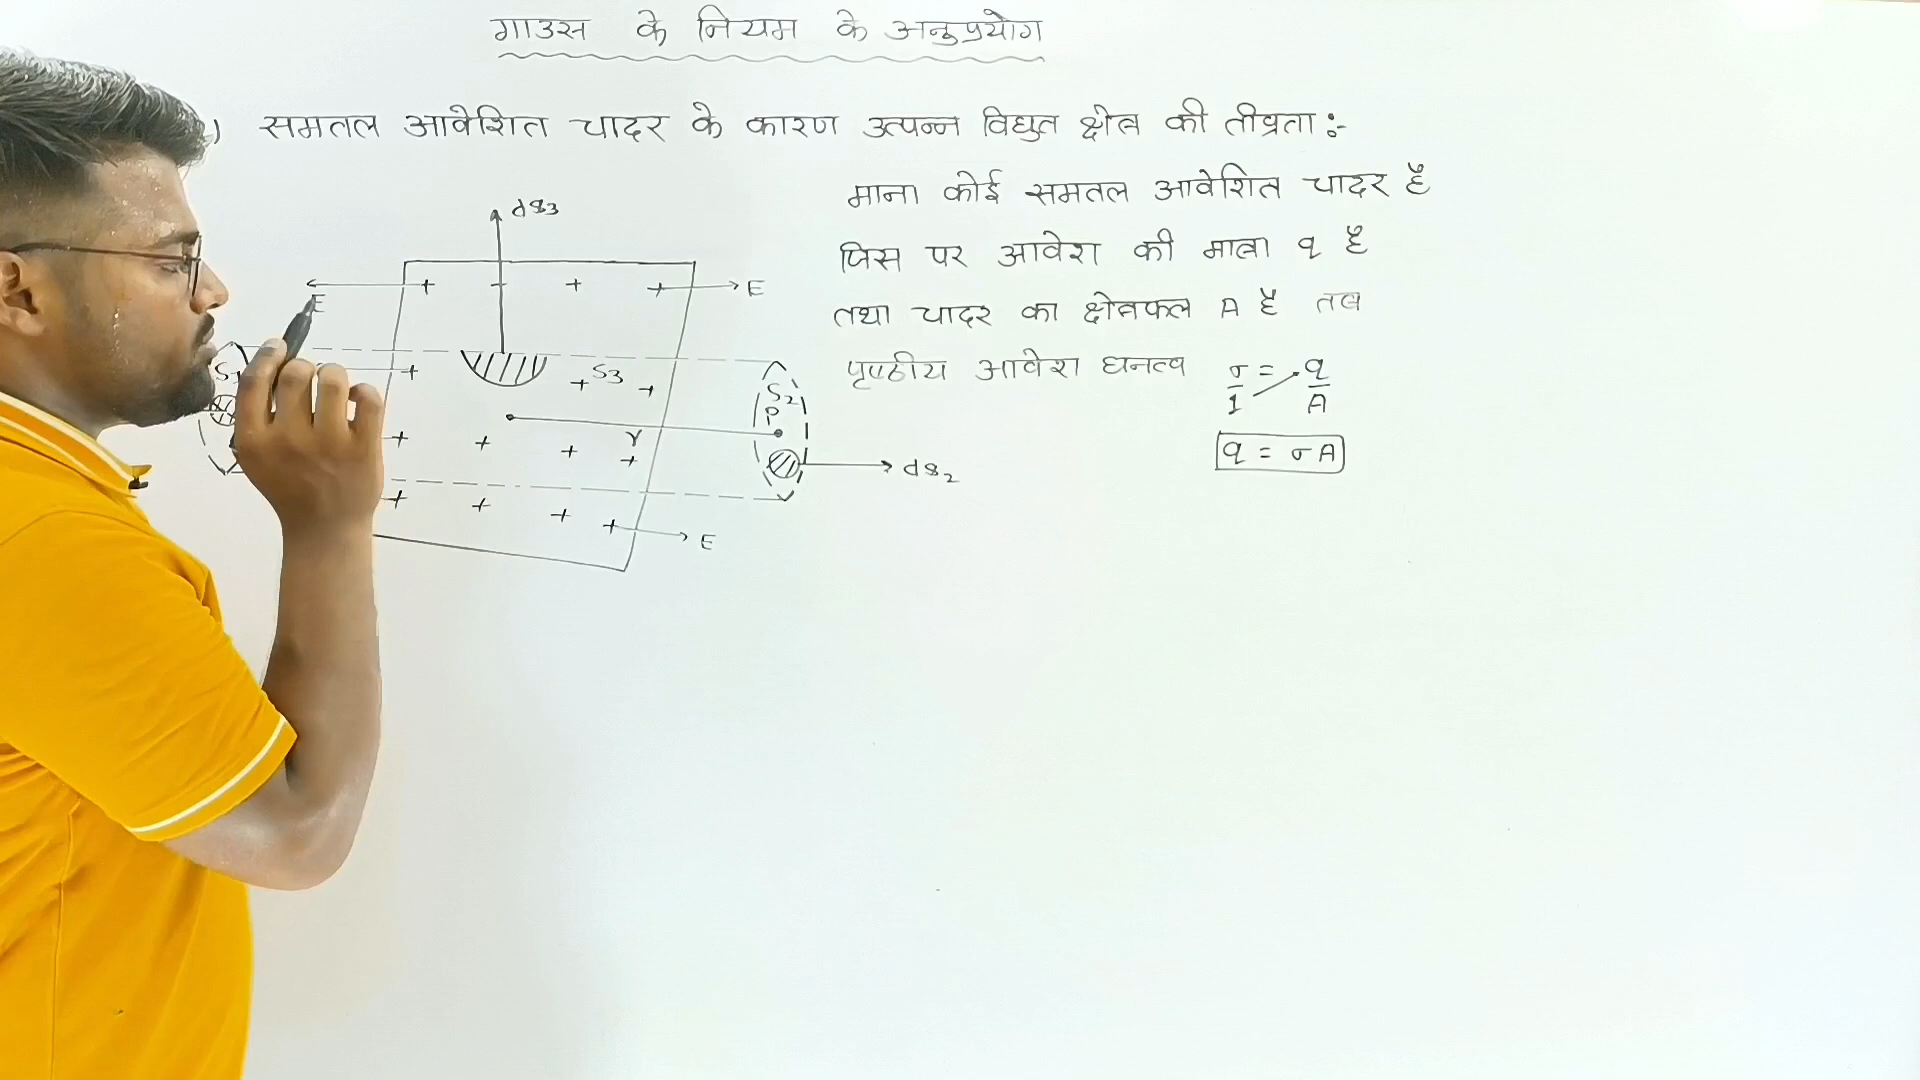 गाउस के नियम के अनुप्रयोग
) समतल आवेशित चादर के कारण उत्पन्न विद्युत क्षेत्र की तीव्रता :-
माना कोई समतल आवेशित चादर है
जिस पर आवेश की मात्रा q है
तथा चादर का क्षेत्रफल A है तब
पृष्ठीय आवेश घनत्व σ/1 = q/A
q = σA
ds3
E
E
S1
S3
S2
P
r
ds2
E